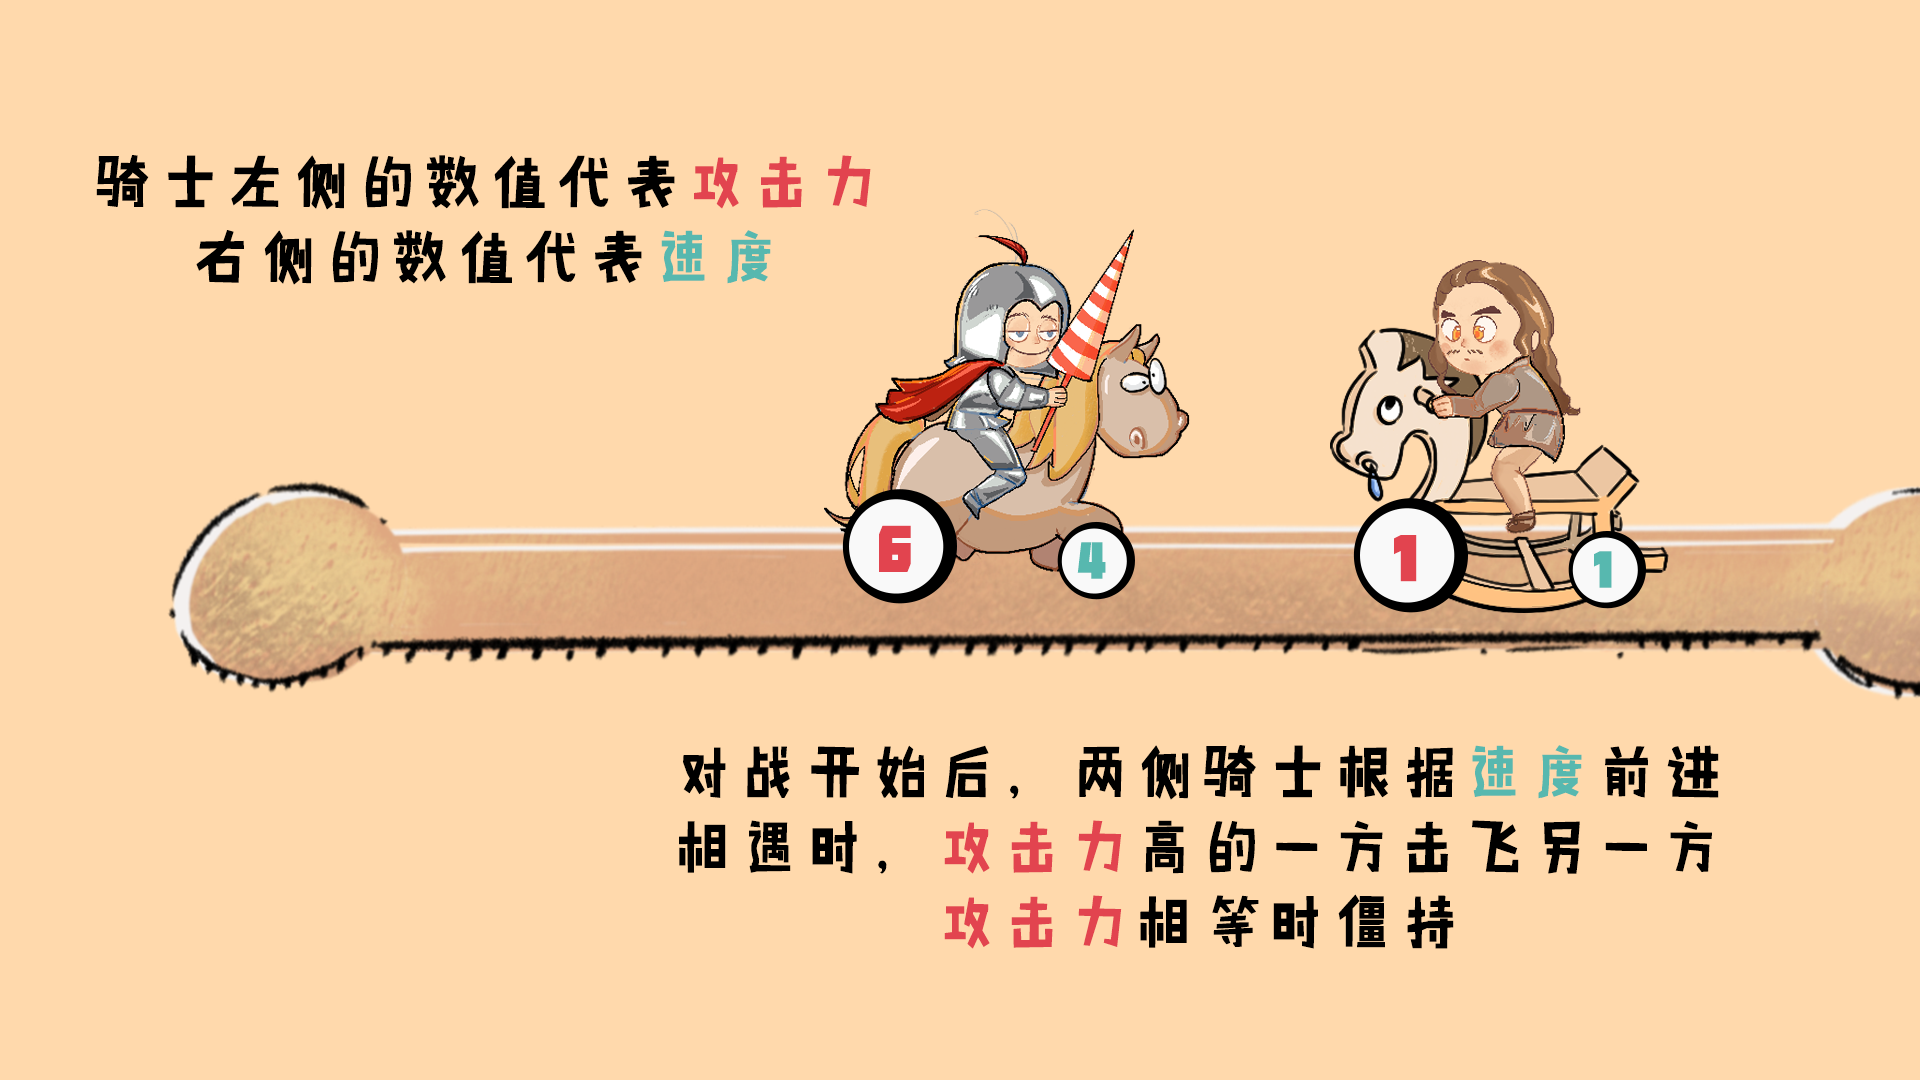 骑士左侧的数值代表攻击力
右侧的数值代表速度
6
4
1
1
对战开始后，两侧骑士根据速度前进
相遇时，攻击力高的一方击飞另一方
攻击力相等时僵持